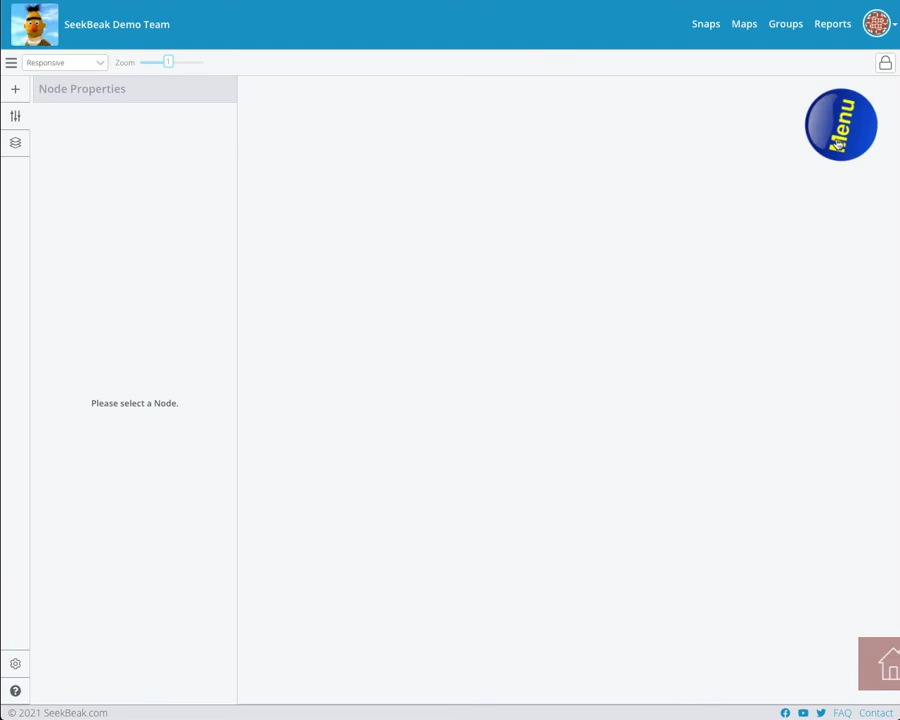 SeekBeak Demo Team
Snaps Maps Groups Reports
Responsive Zoom 1
Node Properties
Menu
Please select a Node.
© 2021 SeekBeak.com
FAQ Contact